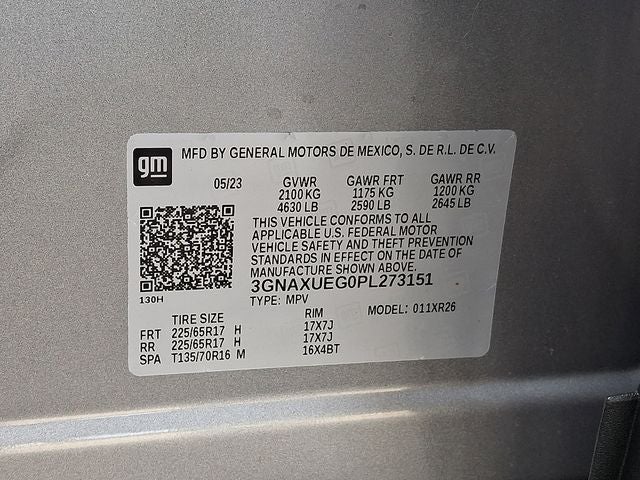 gm
MFD BY GENERAL MOTORS DE MEXICO, S. DE R.L. DE C.V.
05/23 GVWR GAWR FRT GAWR RR
2100 KG 1175 KG 1200 KG
4630 LB 2590 LB 2645 LB
THIS VEHICLE CONFORMS TO ALL
APPLICABLE U.S. FEDERAL MOTOR
VEHICLE SAFETY AND THEFT PREVENTION
STANDARDS IN EFFECT ON THE DATE OF
MANUFACTURE SHOWN ABOVE.
3GNAXUEG0PL273151
130H
TYPE: MPV MODEL: 011XR26
TIRE SIZE RIM
FRT 225/65R17 H 17X7J
RR 225/65R17 H 17X7J
SPA T135/70R16 M 16X4BT